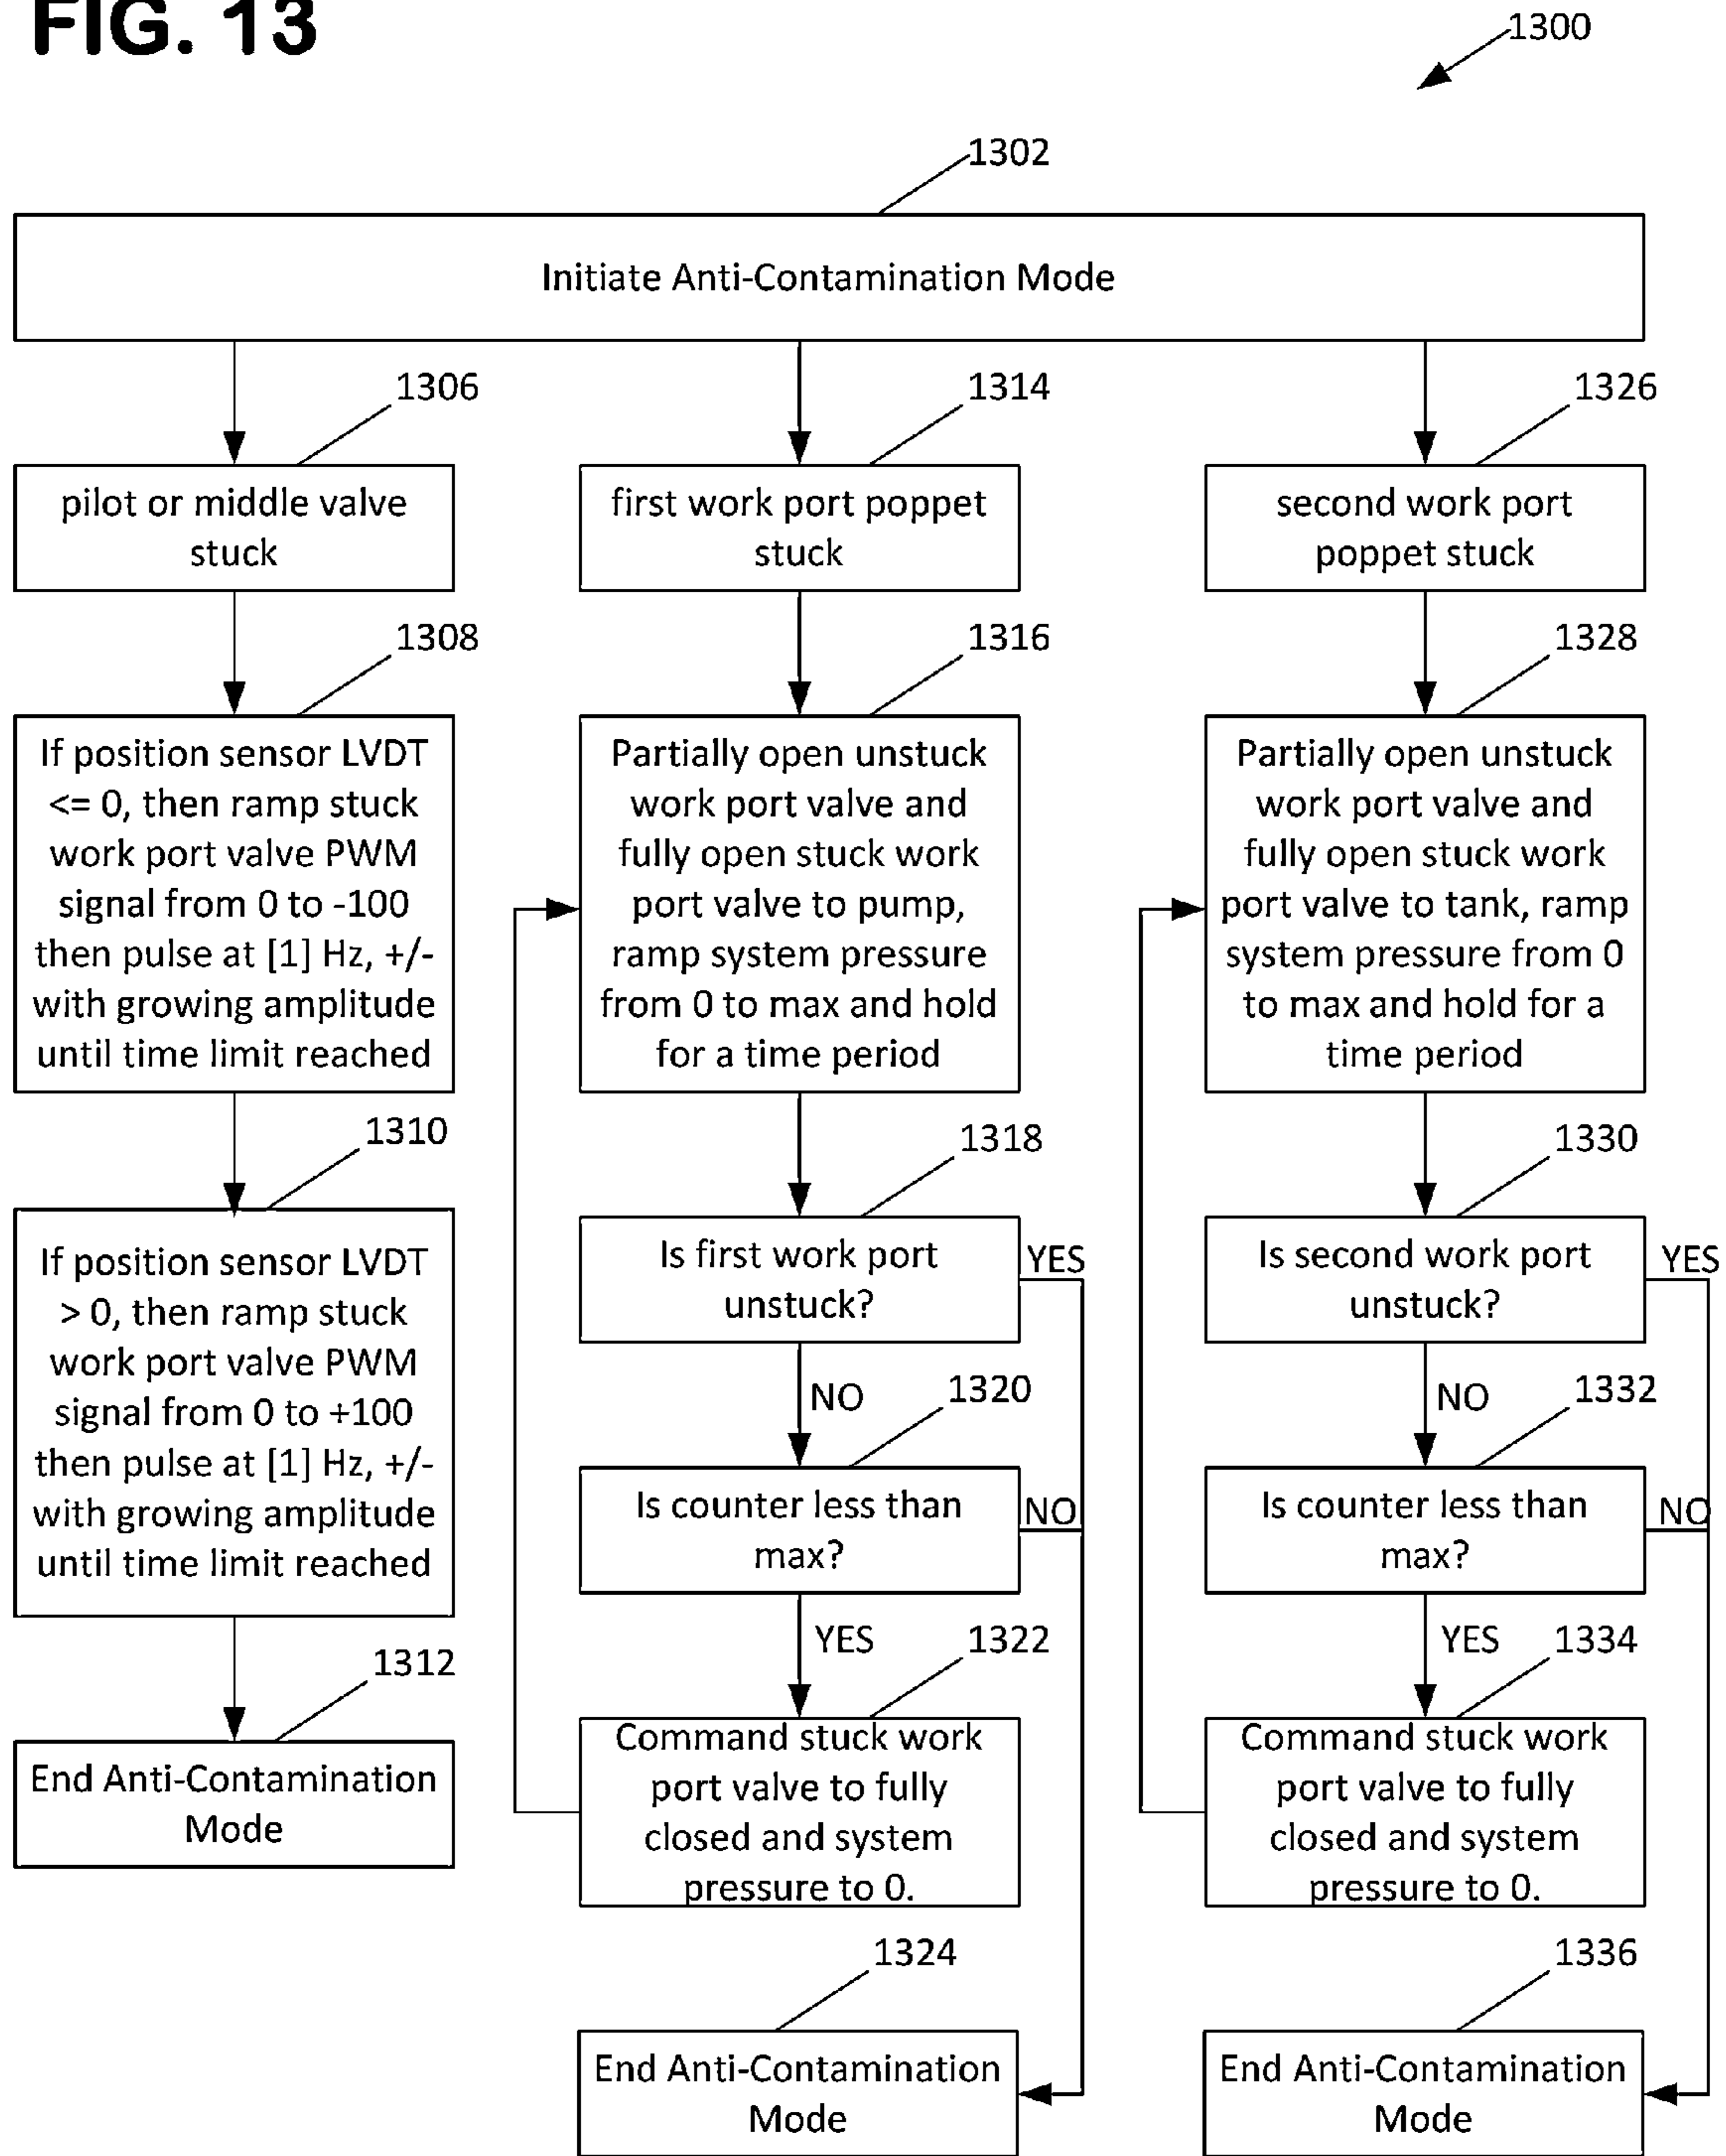 FIG. 13
1300
1302
Initiate Anti-Contamination Mode
1306
pilot or middle valve
stuck
1308
If position sensor LVDT
<= 0, then ramp stuck
work port valve PWM
signal from 0 to -100
then pulse at [1] Hz, +/-
with growing amplitude
until time limit reached
1310
If position sensor LVDT
> 0, then ramp stuck
work port valve PWM
signal from 0 to +100
then pulse at [1] Hz, +/-
with growing amplitude
until time limit reached
1312
End Anti-Contamination
Mode
1314
first work port poppet
stuck
1316
Partially open unstuck
work port valve and
fully open stuck work
port valve to pump,
ramp system pressure
from 0 to max and hold
for a time period
1318
Is first work port
unstuck?
YES
NO
1320
Is counter less than
max?
NO
YES
1322
Command stuck work
port valve to fully
closed and system
pressure to 0.
1324
End Anti-Contamination
Mode
1326
second work port
poppet stuck
1328
Partially open unstuck
work port valve and
fully open stuck work
port valve to tank, ramp
system pressure from 0
to max and hold for a
time period
1330
Is second work port
unstuck?
YES
NO
1332
Is counter less than
max?
NO
YES
1334
Command stuck work
port valve to fully
closed and system
pressure to 0.
1336
End Anti-Contamination
Mode